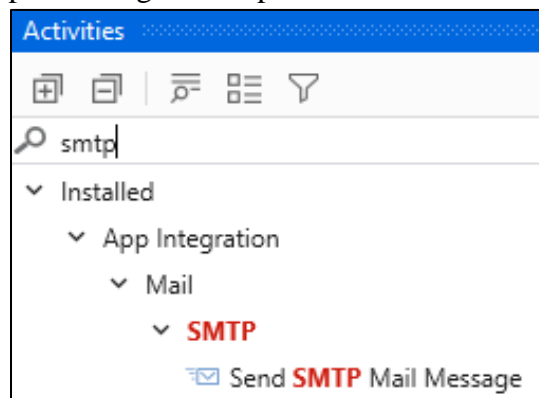 Activities
smtp
Installed
App Integration
Mail
SMTP
Send SMTP Mail Message